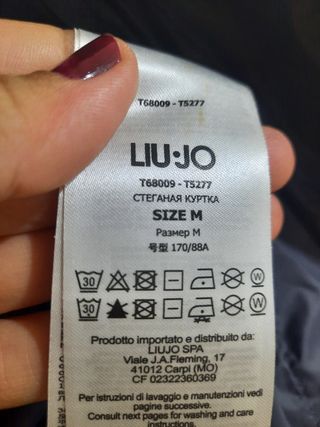 T68009 - T5277
LIU·JO
T68009 - T5277
СТЕГАНАЯ КУРТКА
SIZE M
Размер M
号型 170/88A
30 W
30 W
Prodotto importato e distribuito da:
LIUJO SPA
Viale J.A.Fleming, 17
41012 Carpi (MO)
CF 02322360369
Per istruzioni di lavaggio e manutenzioni vedi
pagine successive.
Consult next pages for washing and care
instructions.